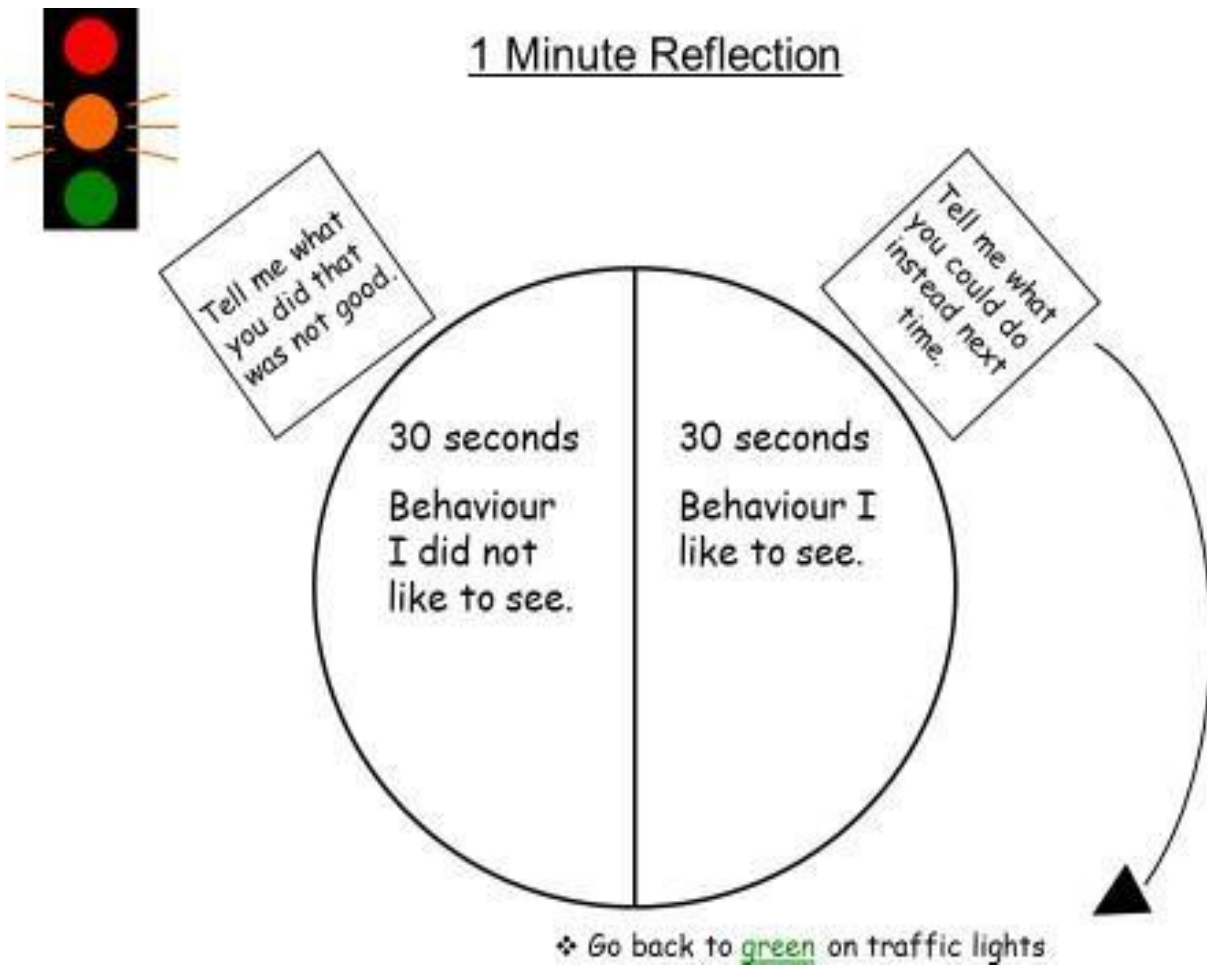 1 Minute Reflection
Tell me what
you did that
was not good.
Tell me what
you could do
instead next
time.
30 seconds
Behaviour
I did not
like to see.
30 seconds
Behaviour I
like to see.
❖ Go back to green on traffic lights